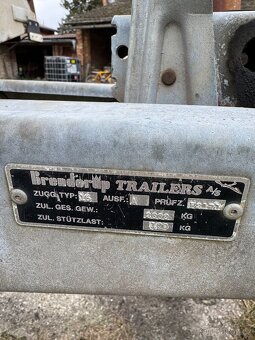 Brenderup TRAILERS A/S
ZUGG.TYP: AUSF.: PRÜFZ.
ZUL. GES. GEW.: KG
ZUL. STÜTZLAST: KG